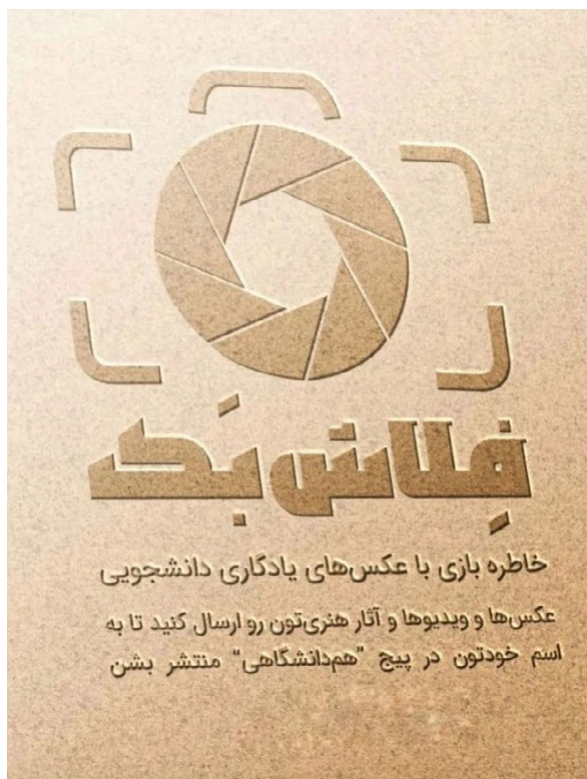 فلاش بَک
خاطره بازی با عکس‌های یادگاری دانشجویی
عکس‌ها و ویدیوها و آثار هنری‌تون رو ارسال کنید تا به
اسم خودتون در پیج "هم‌دانشگاهی" منتشر بشن